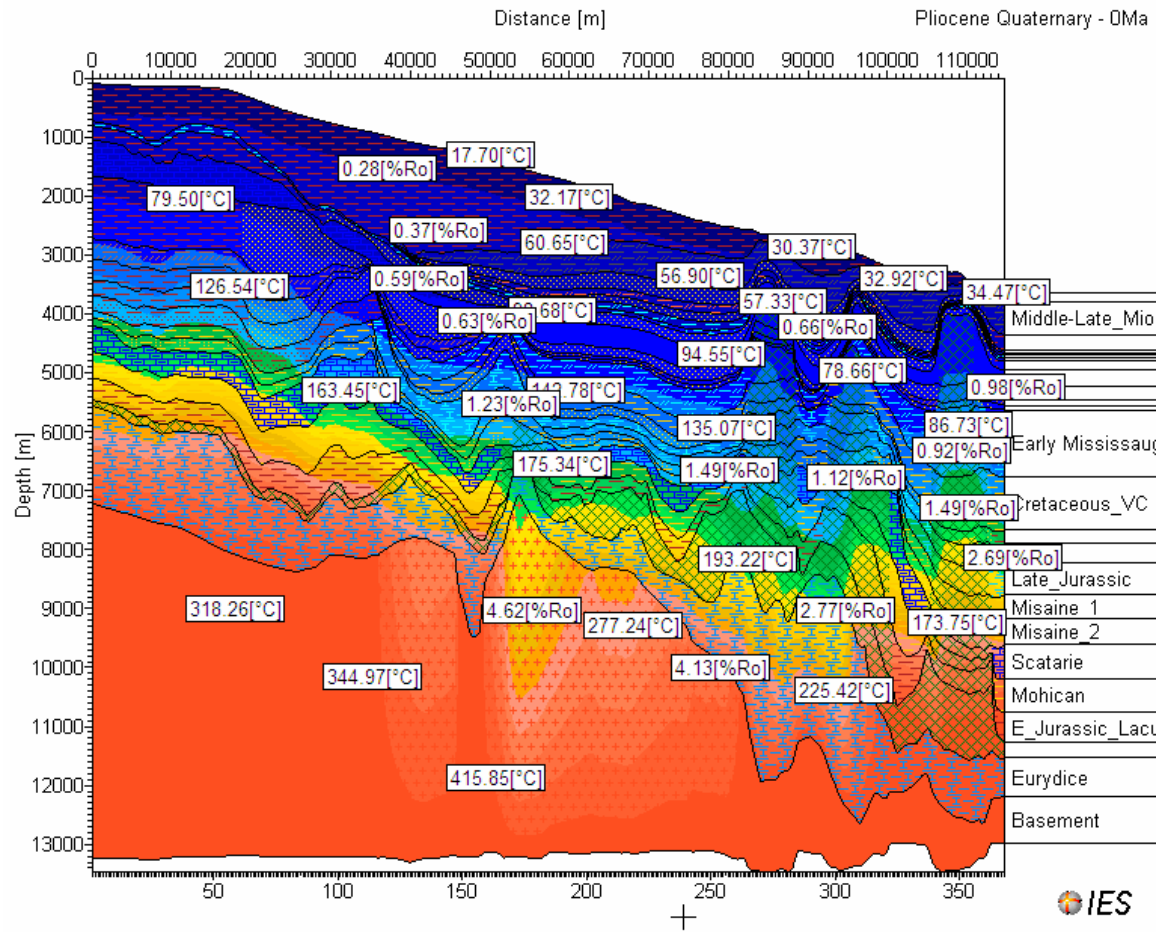 Distance [m]
Pliocene Quaternary - 0Ma
0 10000 20000 30000 40000 50000 60000 70000 80000 90000 100000 110000
0
1000
2000
3000
4000
5000
6000
7000
8000
9000
10000
11000
12000
13000
Depth [m]
17.70[°C]
0.28[%Ro]
79.50[°C]
32.17[°C]
0.37[%Ro]
60.65[°C]
30.37[°C]
126.54[°C]
0.59[%Ro]
56.90[°C]
32.92[°C]
34.47[°C]
57.33[°C]
.68[°C]
0.63[%Ro]
0.66[%Ro]
94.55[°C]
78.66[°C]
163.45[°C]
.78[°C]
0.98[%Ro]
1.23[%Ro]
135.07[°C]
86.73[°C]
0.92[%Ro]
175.34[°C]
1.49[%Ro]
1.12[%Ro]
1.49[%Ro]
193.22[°C]
2.69[%Ro]
318.26[°C]
4.62[%Ro]
277.24[°C]
2.77[%Ro]
173.75[°C]
344.97[°C]
4.13[%Ro]
225.42[°C]
415.85[°C]
Middle-Late_Mio
Early Mississaug
retaceous_VC
Late_Jurassic
Misaine_1
Misaine_2
Scatarie
Mohican
E_Jurassic_Lacu
Eurydice
Basement
50 100 150 200 250 300 350
IES